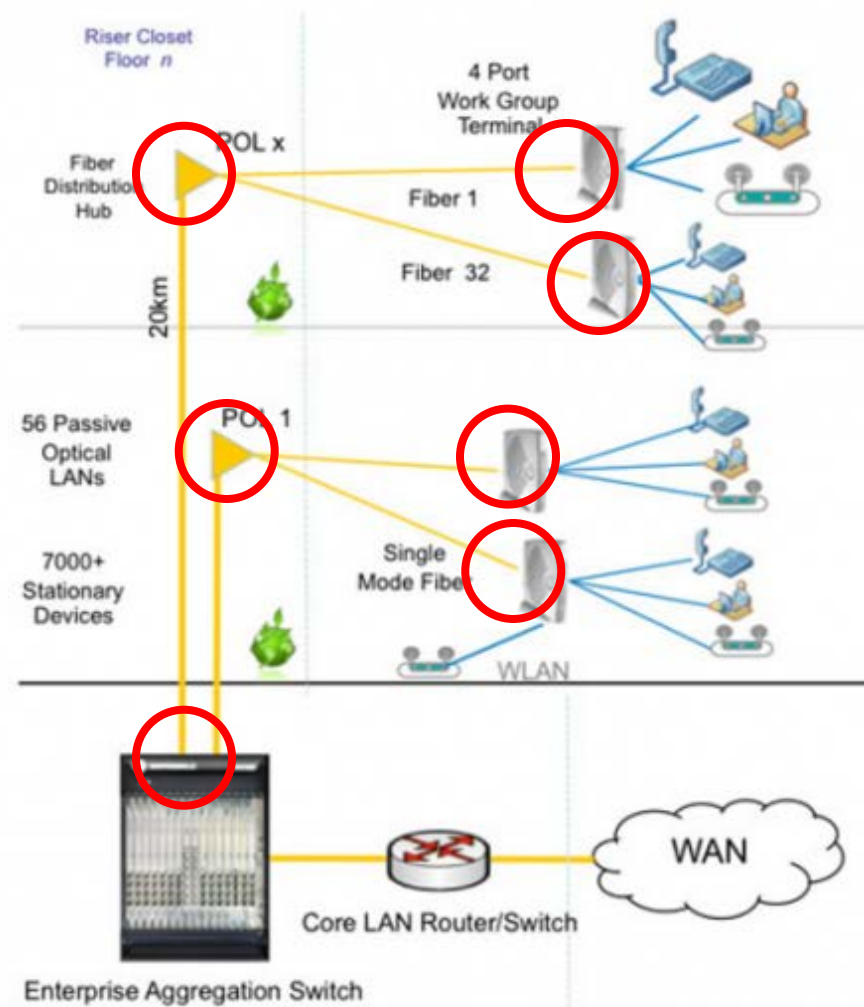 Riser Closet
Floor n
4 Port
Work Group
Terminal
POL x
Fiber
Distribution
Hub
Fiber 1
Fiber 32
20km
POL 1
56 Passive
Optical
LANs
7000+
Stationary
Devices
Single
Mode Fiber
WLAN
WAN
Core LAN Router/Switch
Enterprise Aggregation Switch